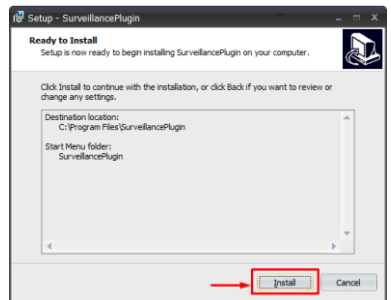 Setup - SurveillancePlugin
Ready to Install
Setup is now ready to begin installing SurveillancePlugin on your computer.
Click Install to continue with the installation, or click Back if you want to review or
change any settings.
Destination location:
C:\Program Files\SurveillancePlugin
Start Menu folder:
SurveillancePlugin
Install
Cancel